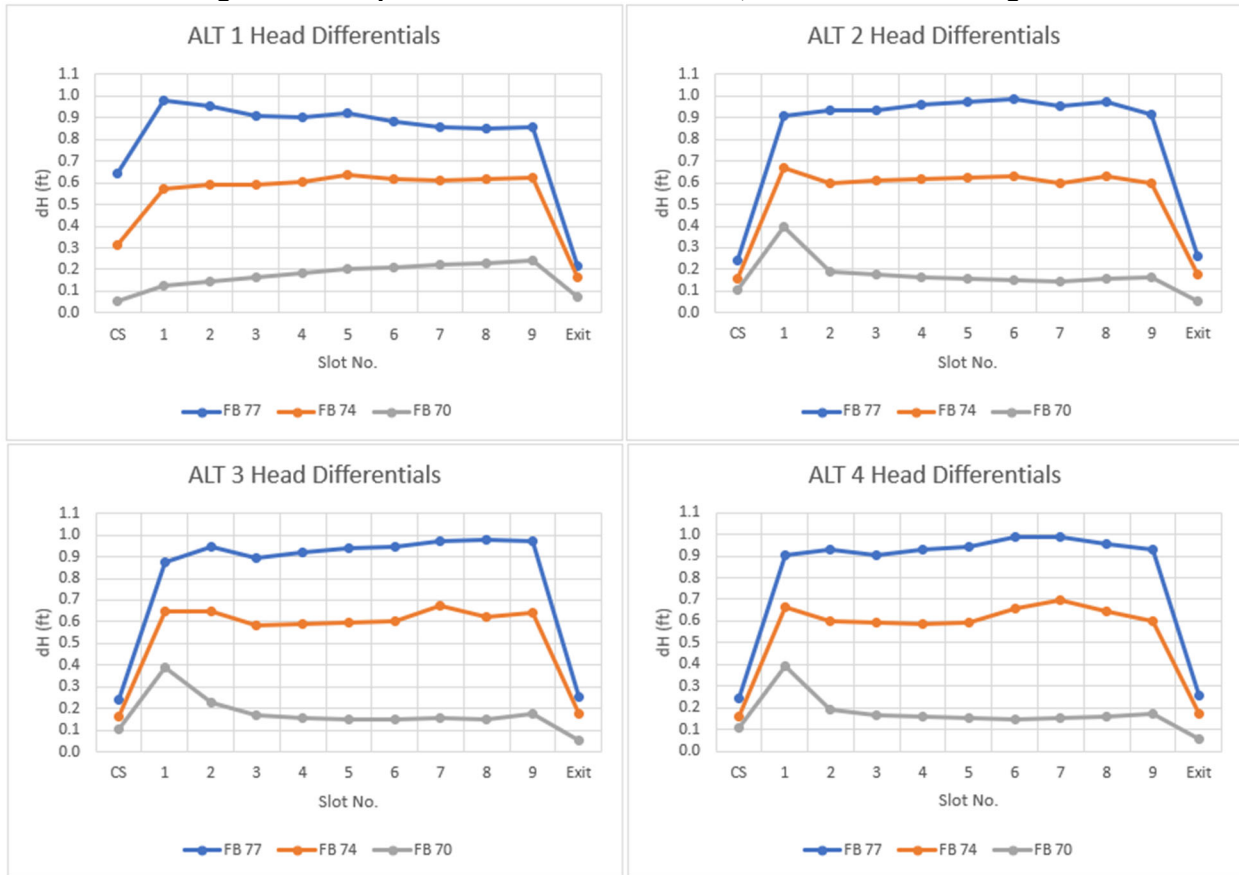 ALT 1 Head Differentials
1.1
1.0
0.9
0.8
0.7
0.6
0.5
0.4
0.3
0.2
0.1
0.0
dH (ft)
CS 1 2 3 4 5 6 7 8 9 Exit
Slot No.
FB 77 FB 74 FB 70
ALT 2 Head Differentials
1.1
1.0
0.9
0.8
0.7
0.6
0.5
0.4
0.3
0.2
0.1
0.0
dH (ft)
CS 1 2 3 4 5 6 7 8 9 Exit
Slot No.
FB 77 FB 74 FB 70
ALT 3 Head Differentials
1.1
1.0
0.9
0.8
0.7
0.6
0.5
0.4
0.3
0.2
0.1
0.0
dH (ft)
CS 1 2 3 4 5 6 7 8 9 Exit
Slot No.
FB 77 FB 74 FB 70
ALT 4 Head Differentials
1.1
1.0
0.9
0.8
0.7
0.6
0.5
0.4
0.3
0.2
0.1
0.0
dH (ft)
CS 1 2 3 4 5 6 7 8 9 Exit
Slot No.
FB 77 FB 74 FB 70